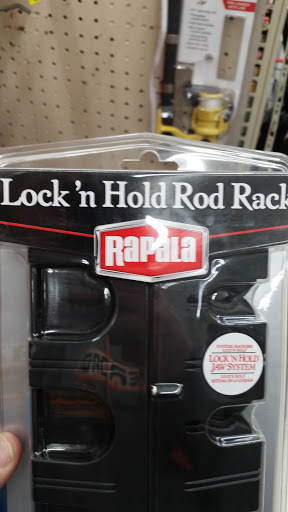 Lock 'n Hold Rod Rack
RAPALA
LOCK 'N HOLD
JAW SYSTEM